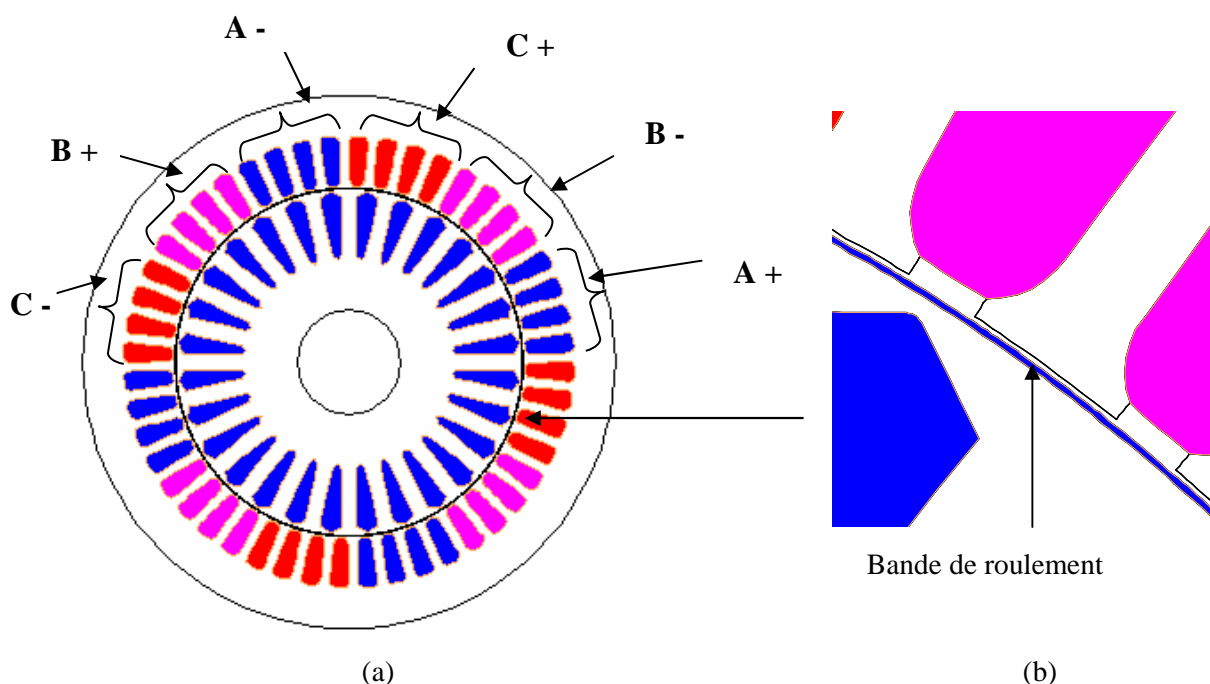 A -
C +
B +
B -
C -
A +
Bande de roulement
(a)
(b)